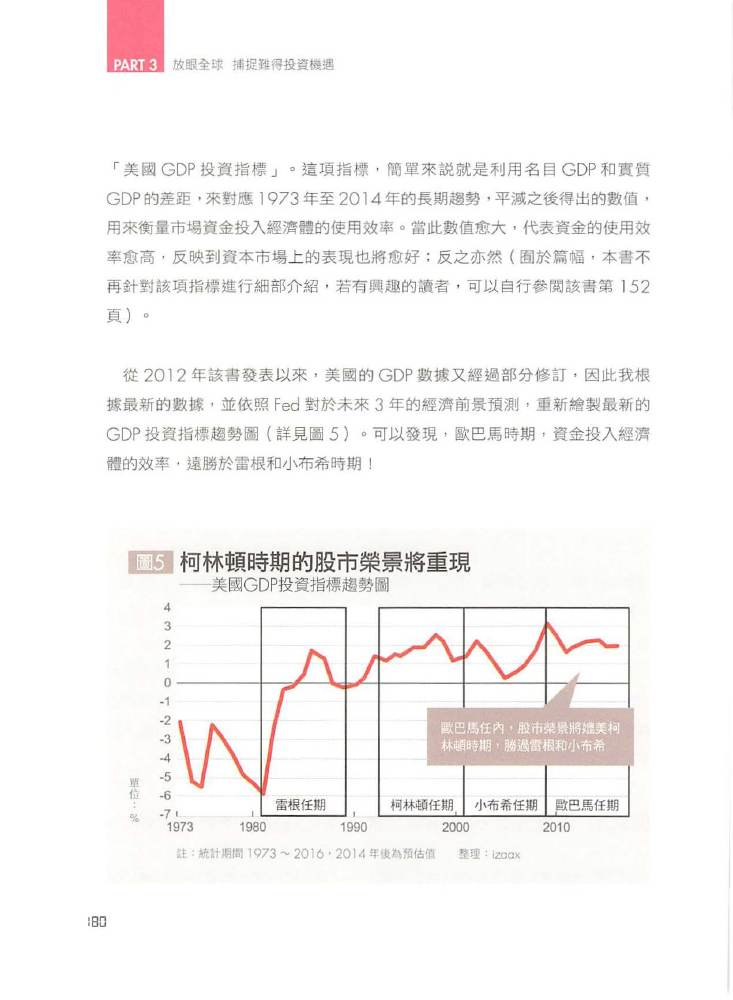 PART 3 放眼全球 捕捉難得投資機遇
「美國 GDP 投資指標」。這項指標，簡單來說就是利用名目 GDP 和實質
GDP 的差距，來對應 1973 年至 2014 年的長期趨勢，平減之後得出的數值，
用來衡量市場資金投入經濟體的使用效率。當此數值愈大，代表資金的使用效
率愈高，反映到資本市場上的表現也將愈好；反之亦然（囿於篇幅，本書不
再針對該項指標進行細部介紹，若有興趣的讀者，可以自行參閱該書第 152
頁）。
從 2012 年該書發表以來，美國的 GDP 數據又經過部分修訂，因此我根
據最新的數據，並依照 Fed 對於未來 3 年的經濟前景預測，重新繪製最新的
GDP 投資指標趨勢圖（詳見圖 5）。可以發現，歐巴馬時期，資金投入經濟
體的效率，遠勝於雷根和小布希時期！
圖5 柯林頓時期的股市榮景將重現
——美國GDP投資指標趨勢圖
4
3
2
1
0
-1
-2
-3
-4
-5
-6
-7
單位：%
歐巴馬任內，股市榮景將媲美柯
林頓時期，勝過雷根和小布希
雷根任期 柯林頓任期 小布希任期 歐巴馬任期
1973 1980 1990 2000 2010
註：統計期間 1973～2016，2014 年後為預估值 整理：izaax
180